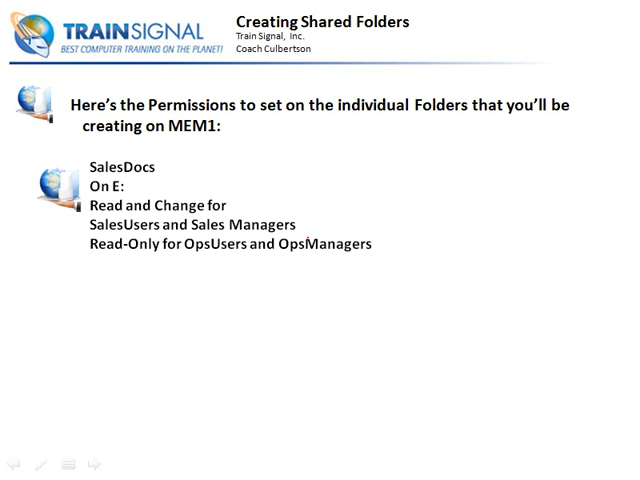 TRAINSIGNAL
BEST COMPUTER TRAINING ON THE PLANET!
Creating Shared Folders
Train Signal, Inc.
Coach Culbertson
Here's the Permissions to set on the individual Folders that you'll be
creating on MEM1:
SalesDocs
On E:
Read and Change for
SalesUsers and Sales Managers
Read-Only for OpsUsers and OpsManagers